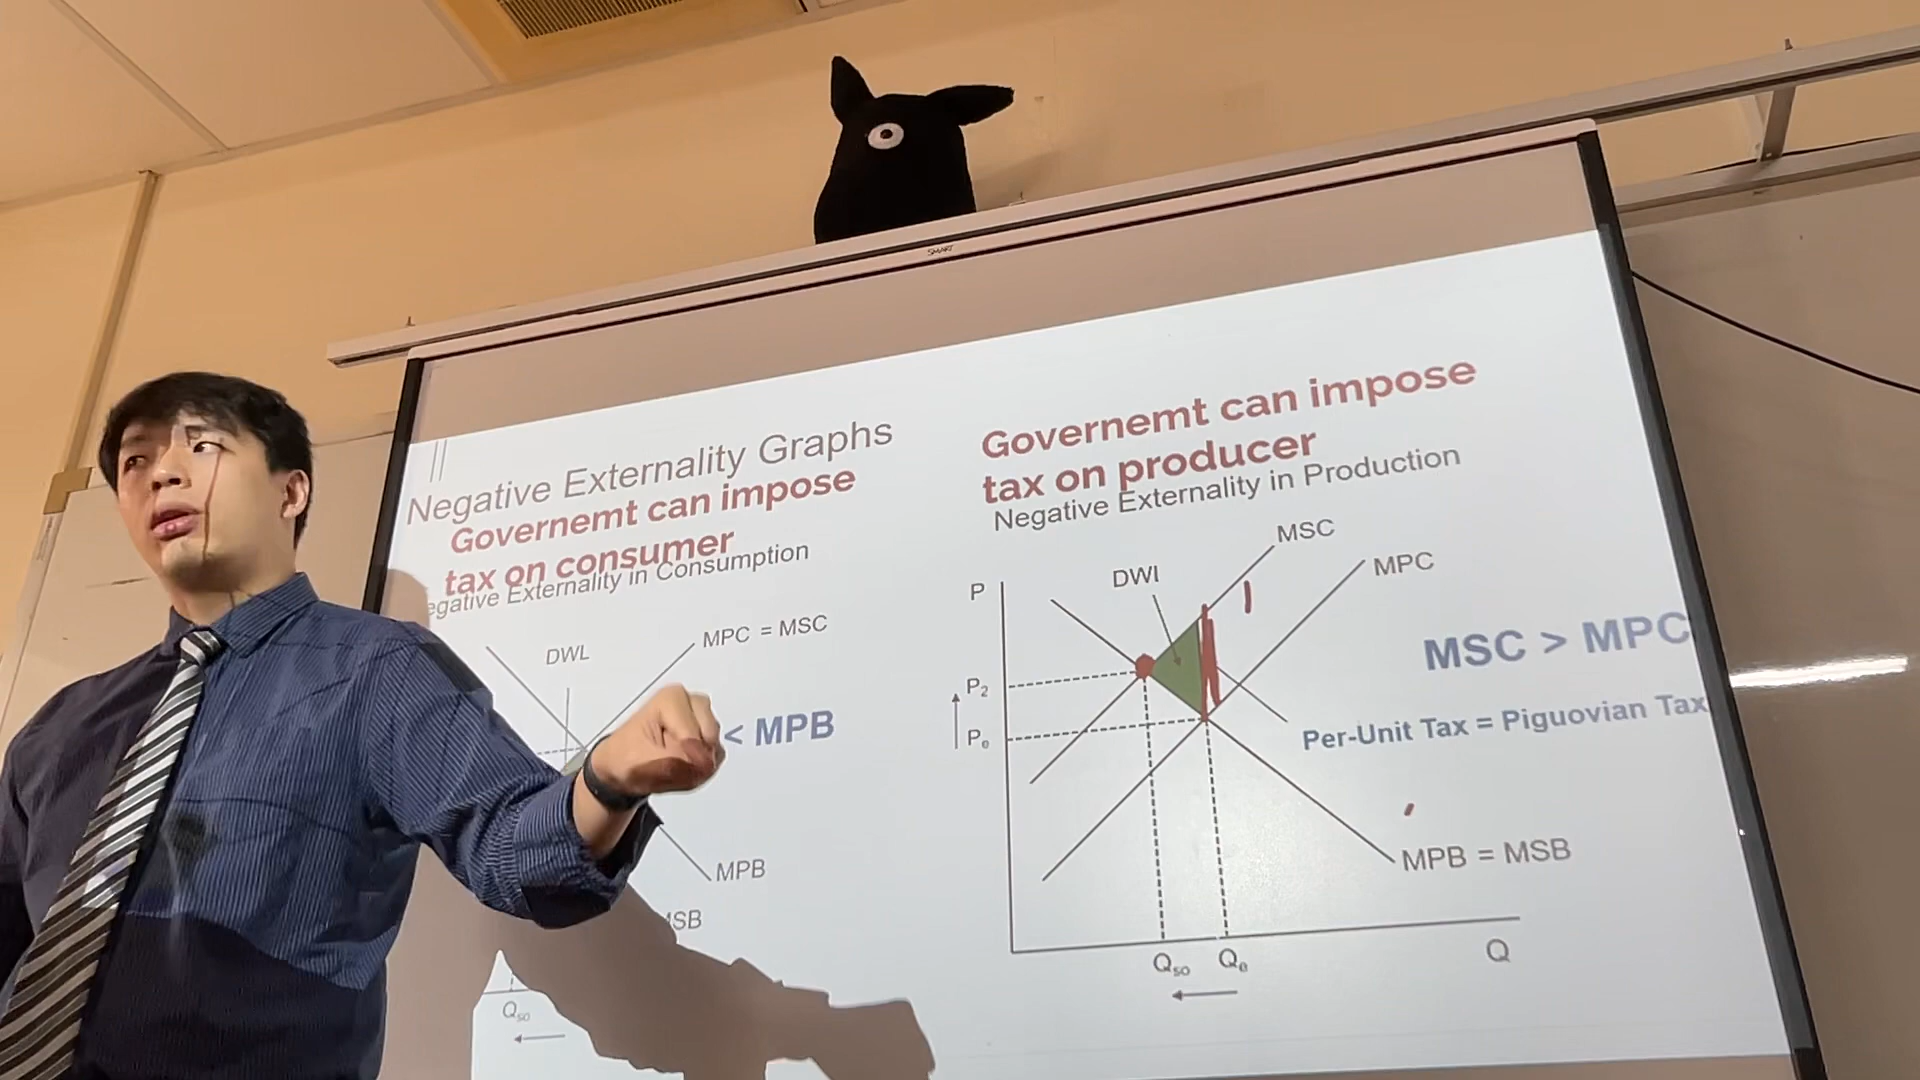 SMART
Negative Externality Graphs
Governemt can impose
tax on consumer
egative Externality in Consumption
DWL
MPC = MSC
< MPB
MPB
MSB
Qso
Governemt can impose
tax on producer
Negative Externality in Production
MSC
MPC
DWL
P
P2
Pe
MSC > MPC
Per-Unit Tax = Piguovian Tax
MPB = MSB
Qso Qe
Q